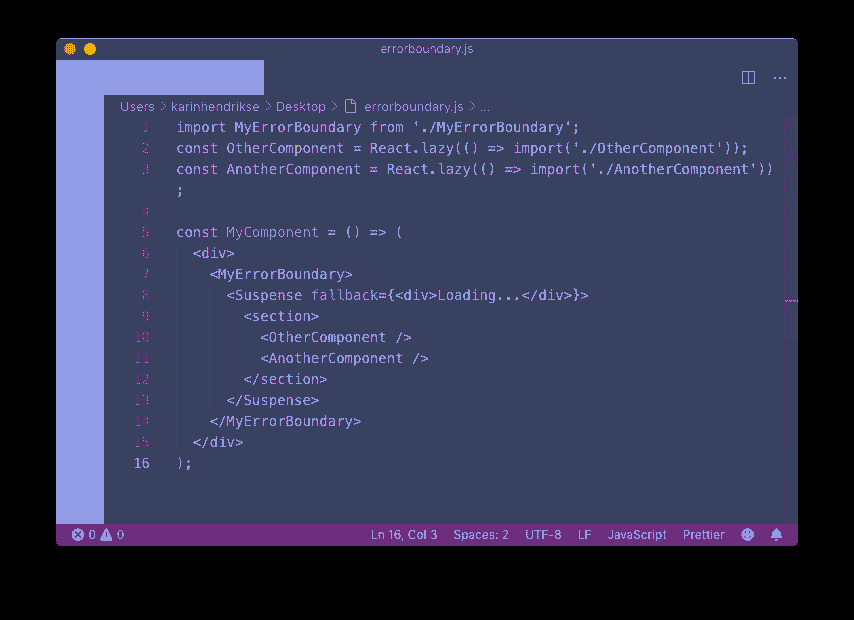 errorboundary.js
Users > karinhendrikse > Desktop > errorboundary.js > ...
1 import MyErrorBoundary from './MyErrorBoundary';
2 const OtherComponent = React.lazy(() => import('./OtherComponent'));
3 const AnotherComponent = React.lazy(() => import('./AnotherComponent'))
;
4
5 const MyComponent = () => (
6 <div>
7 <MyErrorBoundary>
8 <Suspense fallback={<div>Loading...</div>}>
9 <section>
10 <OtherComponent />
11 <AnotherComponent />
12 </section>
13 </Suspense>
14 </MyErrorBoundary>
15 </div>
16 );
0 0 Ln 16, Col 3 Spaces: 2 UTF-8 LF JavaScript Prettier